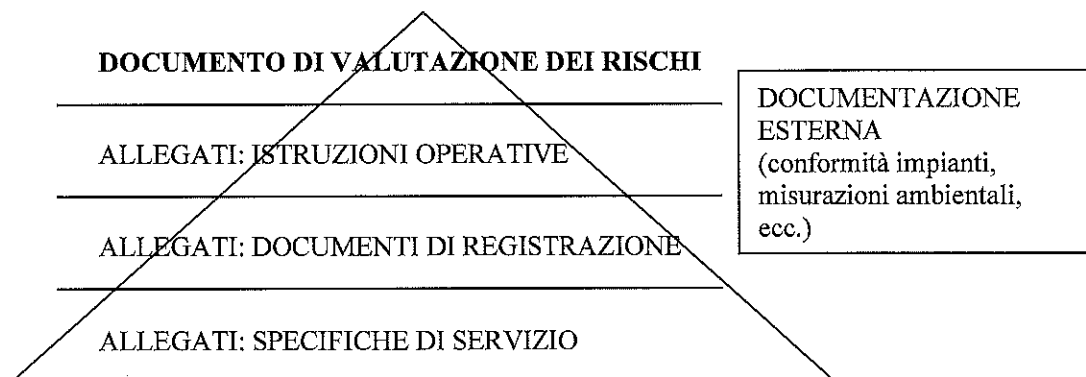 DOCUMENTO DI VALUTAZIONE DEI RISCHI
ALLEGATI: ISTRUZIONI OPERATIVE
ALLEGATI: DOCUMENTI DI REGISTRAZIONE
ALLEGATI: SPECIFICHE DI SERVIZIO
DOCUMENTAZIONE
ESTERNA
(conformità impianti,
misurazioni ambientali,
ecc.)